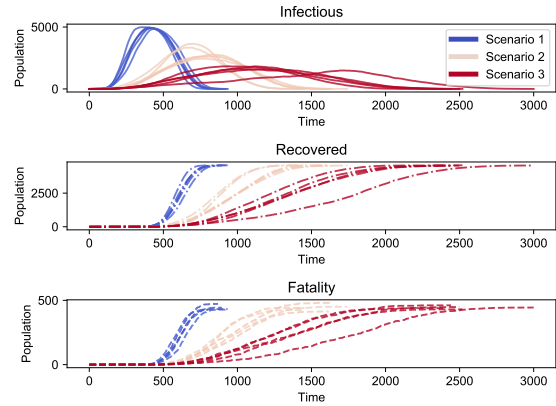 Infectious
5000
Population
0
0 500 1000 1500 2000 2500 3000
Time
Scenario 1
Scenario 2
Scenario 3
Recovered
2500
Population
0
0 500 1000 1500 2000 2500 3000
Time
Fatality
500
Population
0
0 500 1000 1500 2000 2500 3000
Time